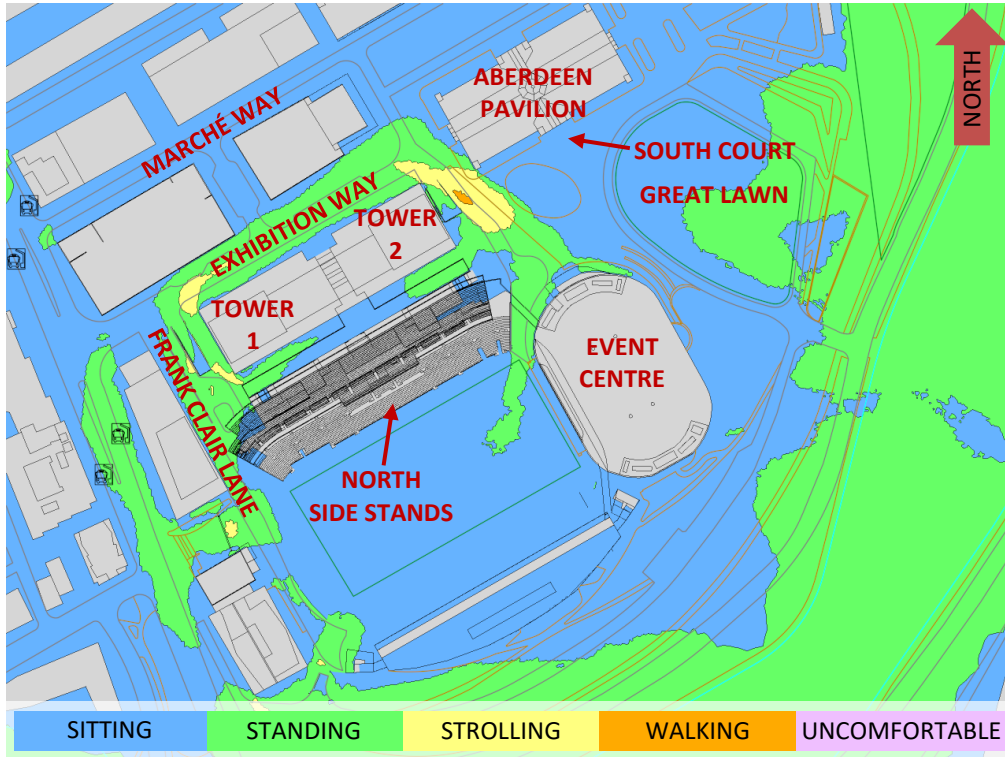 ABERDEEN
PAVILION
NORTH
MARCHÉ WAY
SOUTH COURT
GREAT LAWN
EXHIBITION WAY
TOWER
2
TOWER
1
FRANK CLAIR LANE
EVENT
CENTRE
NORTH
SIDE STANDS
SITTING
STANDING
STROLLING
WALKING
UNCOMFORTABLE